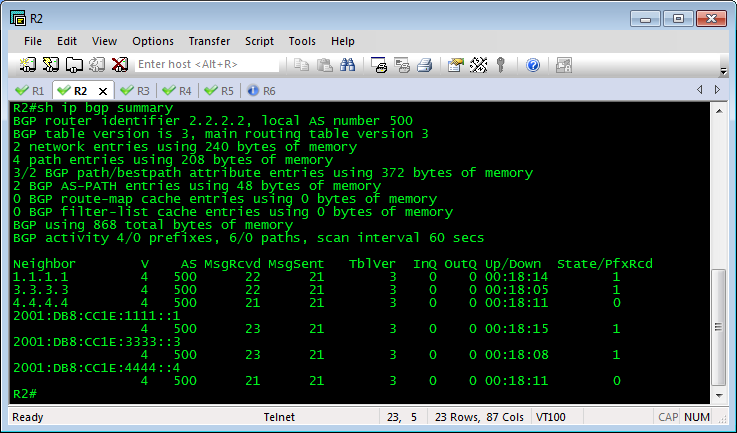 R2
File Edit View Options Transfer Script Tools Help
Enter host <Alt+R>
R1 R2 R3 R4 R5 R6
R2#sh ip bgp summary
BGP router identifier 2.2.2.2, local AS number 500
BGP table version is 3, main routing table version 3
2 network entries using 240 bytes of memory
4 path entries using 208 bytes of memory
3/2 BGP path/bestpath attribute entries using 372 bytes of memory
2 BGP AS-PATH entries using 48 bytes of memory
0 BGP route-map cache entries using 0 bytes of memory
0 BGP filter-list cache entries using 0 bytes of memory
BGP using 868 total bytes of memory
BGP activity 4/0 prefixes, 6/0 paths, scan interval 60 secs
Neighbor V AS MsgRcvd MsgSent TblVer InQ OutQ Up/Down State/PfxRcd
1.1.1.1 4 500 22 21 3 0 0 00:18:14 1
3.3.3.3 4 500 22 21 3 0 0 00:18:05 1
4.4.4.4 4 500 21 21 3 0 0 00:18:11 0
2001:DB8:CC1E:1111::1
4 500 23 21 3 0 0 00:18:15 1
2001:DB8:CC1E:3333::3
4 500 23 21 3 0 0 00:18:08 1
2001:DB8:CC1E:4444::4
4 500 21 21 3 0 0 00:18:11 0
R2#
Ready Telnet 23, 5 23 Rows, 87 Cols VT100 CAP NUM